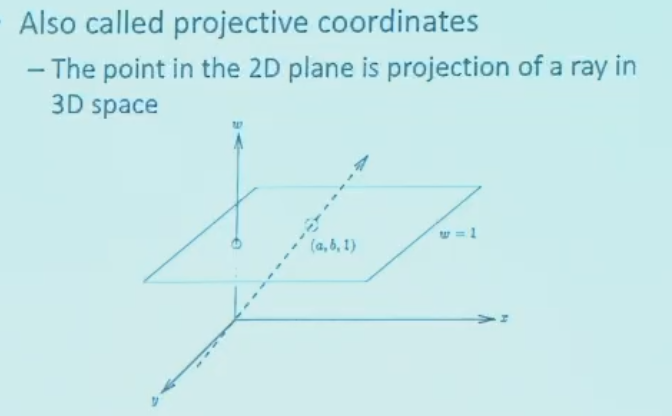 Also called projective coordinates
– The point in the 2D plane is projection of a ray in
3D space
w
(a, b, 1)
w = 1
y